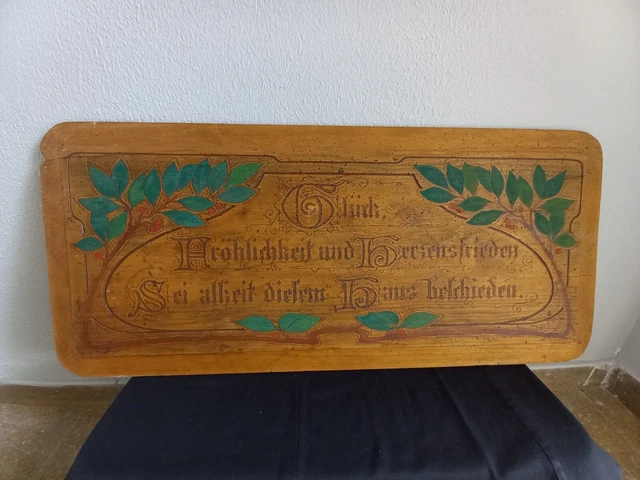 Glück,
Fröhlichkeit und Herzensfrieden
Sei allzeit diesem Haus beschieden.